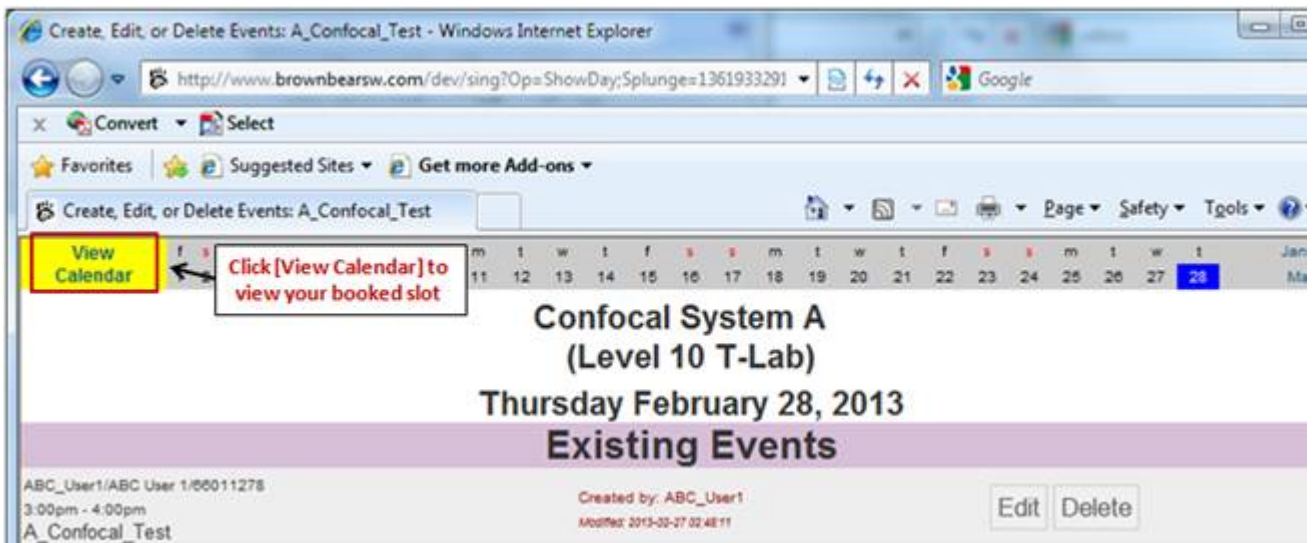 Create, Edit, or Delete Events: A_Confocal_Test - Windows Internet Explorer
http://www.brownbearsw.com/dev/sing?Op=ShowDay;Splunge=1361933291
Google
x Convert Select
Favorites Suggested Sites Get more Add-ons
Create, Edit, or Delete Events: A_Confocal_Test
Page Safety Tools
View f s m t w t f s s m t w t f s s m t w t Jan
Calendar 11 12 13 14 15 16 17 18 19 20 21 22 23 24 25 26 27 28 Ma
Click [View Calendar] to
view your booked slot
Confocal System A
(Level 10 T-Lab)
Thursday February 28, 2013
Existing Events
ABC_User1/ABC User 1/66011278
3:00pm - 4:00pm
A_Confocal_Test
Created by: ABC_User1
Modified: 2013-02-27 02:48:11
Edit Delete